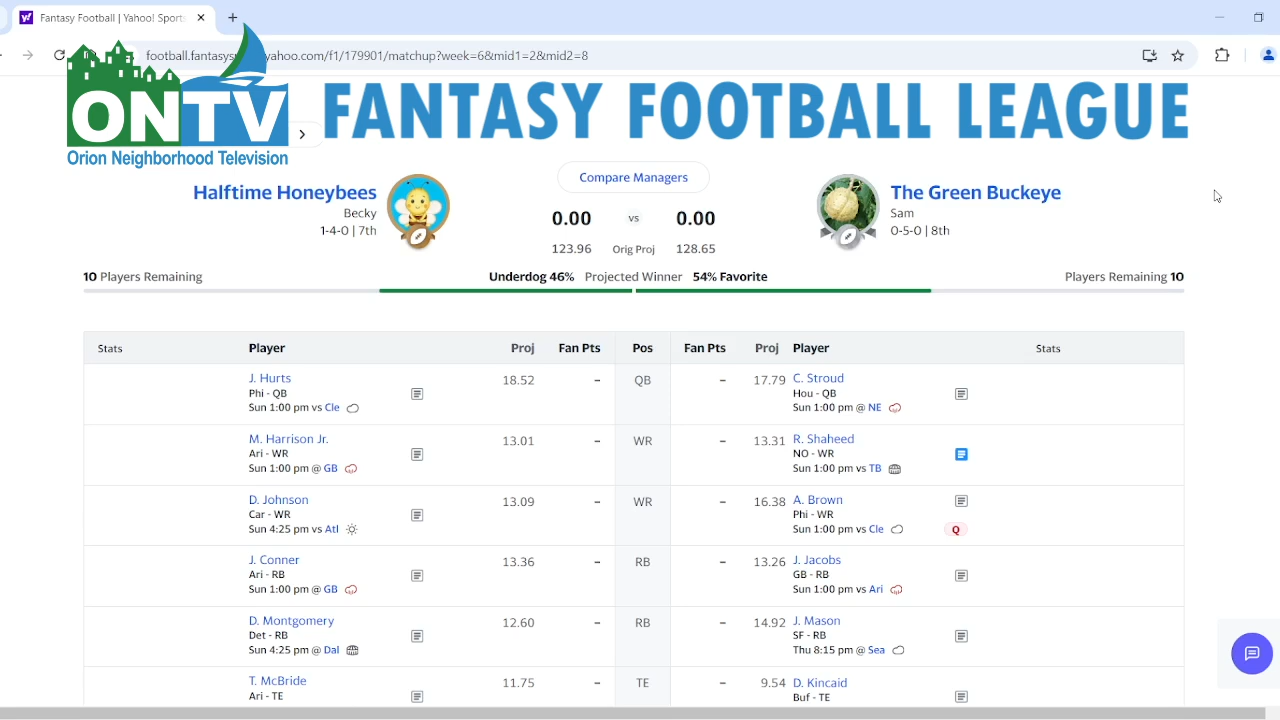 Fantasy Football | Yahoo! Sports
football.fantasys yahoo.com/f1/179901/matchup?week=6&mid1=2&mid2=8
ONTV
Orion Neighborhood Television
FANTASY FOOTBALL LEAGUE
Compare Managers
Halftime Honeybees
Becky
1-4-0 | 7th
0.00 vs 0.00
123.96 Orig Proj 128.65
The Green Buckeye
Sam
0-5-0 | 8th
10 Players Remaining
Underdog 46% Projected Winner 54% Favorite
Players Remaining 10
Stats Player Proj Fan Pts Pos Fan Pts Proj Player Stats
J. Hurts 18.52 – QB – 17.79 C. Stroud
Phi - QB Hou - QB
Sun 1:00 pm vs Cle Sun 1:00 pm @ NE
M. Harrison Jr. 13.01 – WR – 13.31 R. Shaheed
Ari - WR NO - WR
Sun 1:00 pm @ GB Sun 1:00 pm vs TB
D. Johnson 13.09 – WR – 16.38 A. Brown
Car - WR Phi - WR
Sun 4:25 pm vs Atl Sun 1:00 pm vs Cle Q
J. Conner 13.36 – RB – 13.26 J. Jacobs
Ari - RB GB - RB
Sun 1:00 pm @ GB Sun 1:00 pm vs Ari
D. Montgomery 12.60 – RB – 14.92 J. Mason
Det - RB SF - RB
Sun 4:25 pm @ Dal Thu 8:15 pm @ Sea
T. McBride 11.75 – TE – 9.54 D. Kincaid
Ari - TE Buf - TE